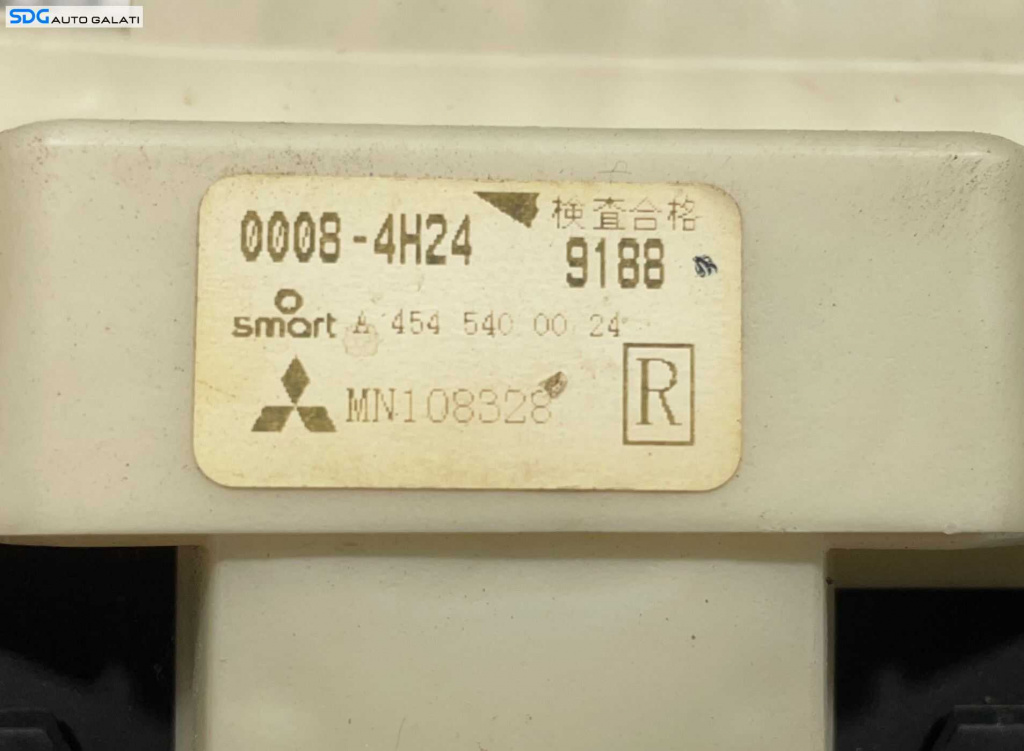 SDG AUTO GALATI
0008-4H24
検査合格
9188
smart A 454 540 00 24
MN108328
R